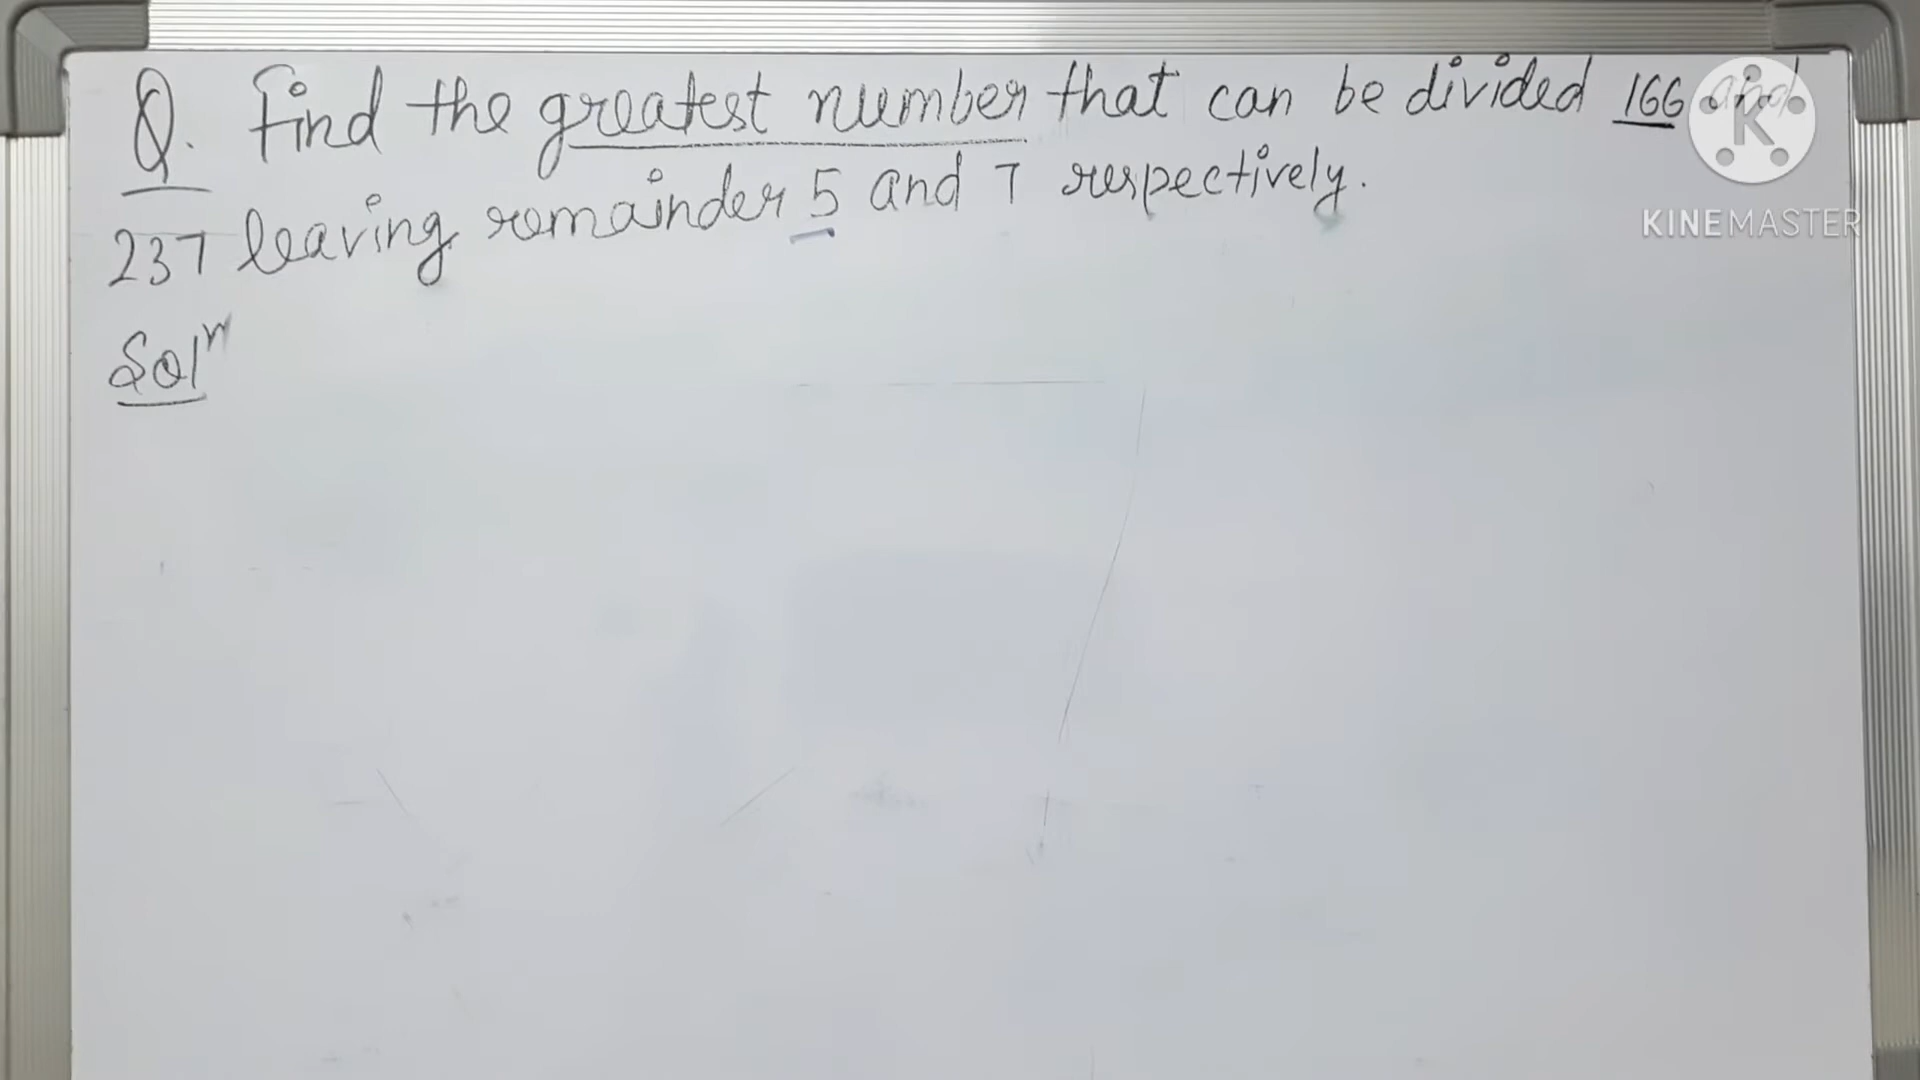 Q. find the greatest number that can be divided 166 and
237 leaving remainder 5 and 7 respectively.
Solⁿ
K
KINEMASTER